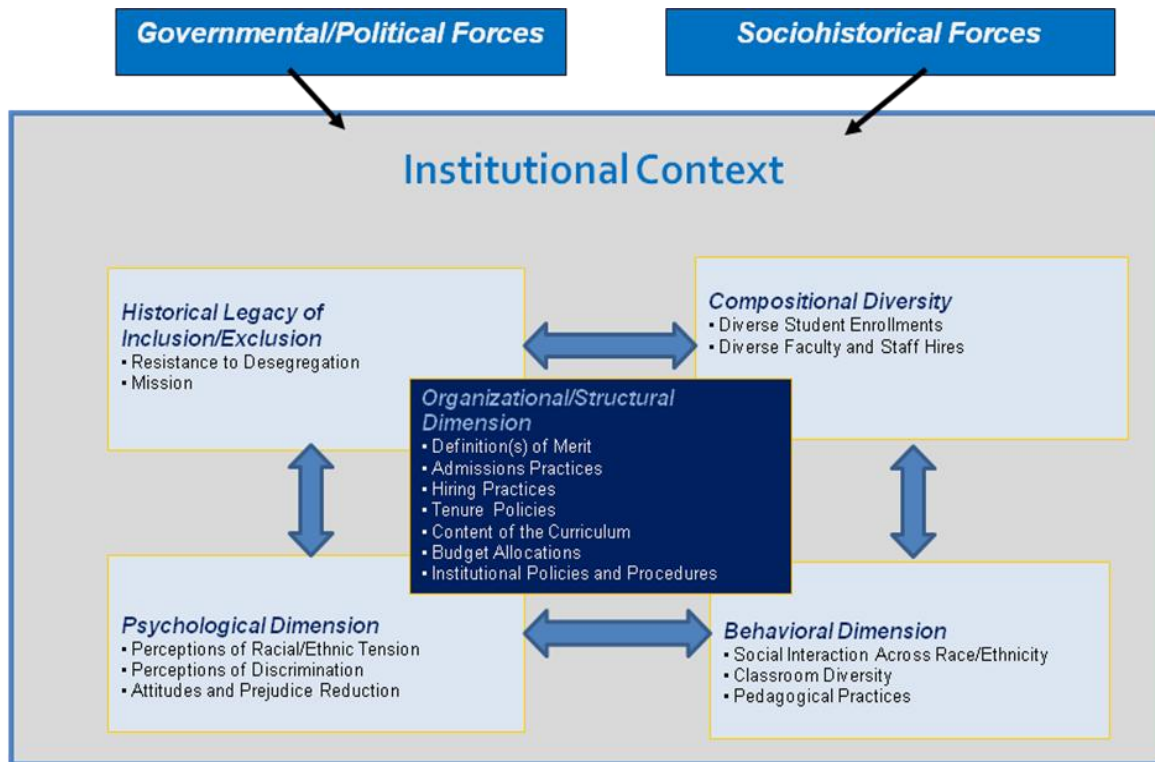 Governmental/Political Forces
Sociohistorical Forces
Institutional Context
Historical Legacy of
Inclusion/Exclusion
▪ Resistance to Desegregation
▪ Mission
Compositional Diversity
▪ Diverse Student Enrollments
▪ Diverse Faculty and Staff Hires
Organizational/Structural
Dimension
▪ Definition(s) of Merit
▪ Admissions Practices
▪ Hiring Practices
▪ Tenure Policies
▪ Content of the Curriculum
▪ Budget Allocations
▪ Institutional Policies and Procedures
Psychological Dimension
▪ Perceptions of Racial/Ethnic Tension
▪ Perceptions of Discrimination
▪ Attitudes and Prejudice Reduction
Behavioral Dimension
▪ Social Interaction Across Race/Ethnicity
▪ Classroom Diversity
▪ Pedagogical Practices